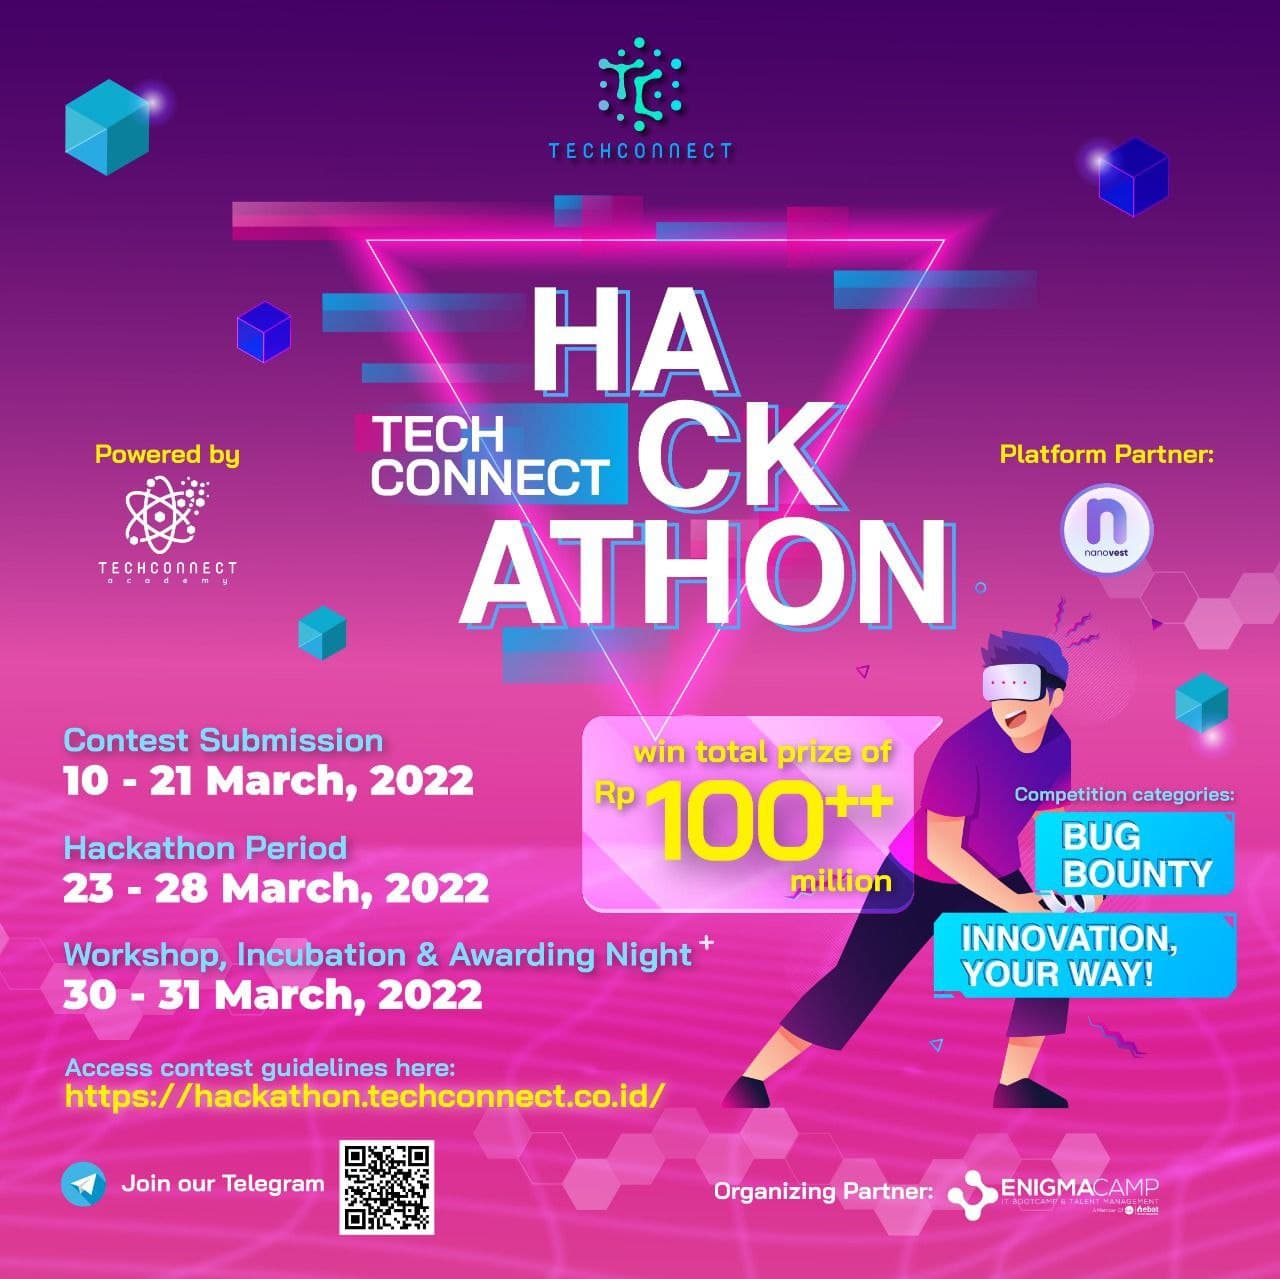 TECHCONNECT
HA
TECH
CONNECT
CK
ATHON
Powered by
TECHCONNECT
academy
Platform Partner:
n
nanovest
Contest Submission
10 - 21 March, 2022
Hackathon Period
23 - 28 March, 2022
Workshop, Incubation & Awarding Night
30 - 31 March, 2022
win total prize of
Rp 100++
million
Competition categories:
BUG
BOUNTY
INNOVATION,
YOUR WAY!
Access contest guidelines here:
https://hackathon.techconnect.co.id/
Join our Telegram
Organizing Partner:
ENIGMACAMP
IT BOOTCAMP & TALENT MANAGEMENT
A Member Of